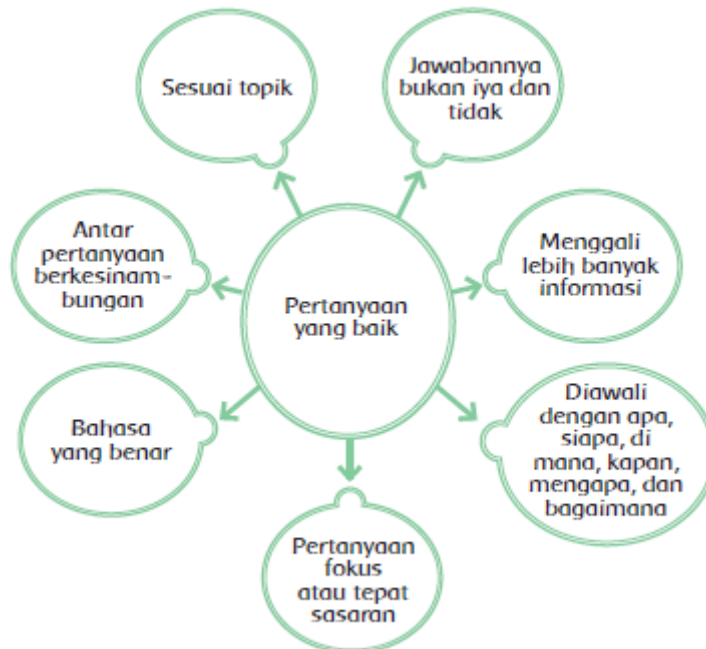 Sesuai topik
Jawabannya
bukan iya dan
tidak
Antar
pertanyaan
berkesinam-
bungan
Pertanyaan
yang baik
Menggali
lebih banyak
informasi
Bahasa
yang benar
Diawali
dengan apa,
siapa, di
mana, kapan,
mengapa, dan
bagaimana
Pertanyaan
fokus
atau tepat
sasaran